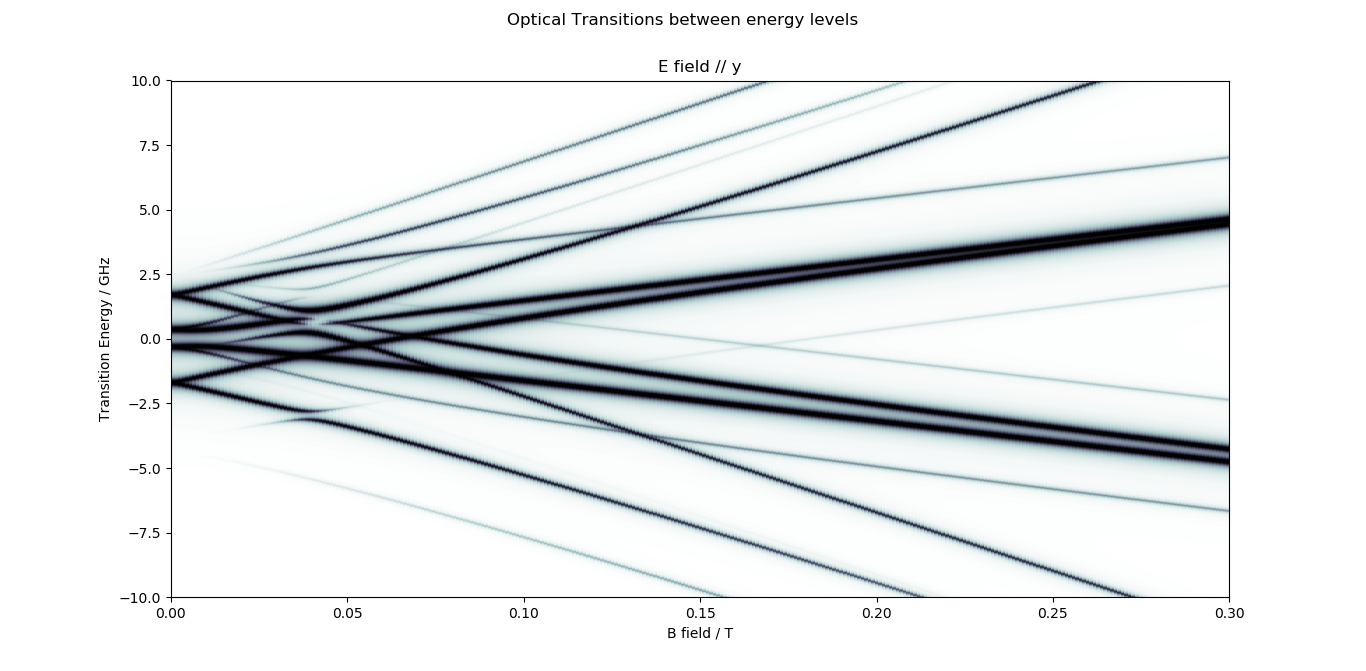 Optical Transitions between energy levels
E field // y
10.0
7.5
5.0
2.5
0.0
−2.5
−5.0
−7.5
−10.0
Transition Energy / GHz
0.00 0.05 0.10 0.15 0.20 0.25 0.30
B field / T